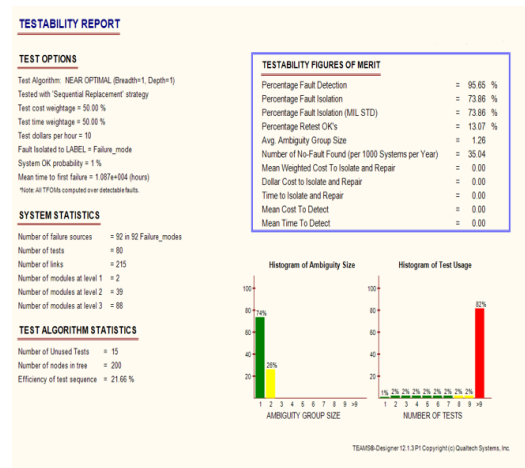 TESTABILITY REPORT
TEST OPTIONS
Test Algorithm: NEAR OPTIMAL (Breadth=1, Depth=1)
Tested with 'Sequential Replacement' strategy
Test cost weightage = 50.00 %
Test time weightage = 50.00 %
Test dollars per hour = 10
Fault Isolated to LABEL = Failure_mode
System OK probability = 1 %
Mean time to first failure = 1.087e+004 (hours)
*Note: All TFOMs computed over detectable faults.
SYSTEM STATISTICS
Number of failure sources = 92 in 92 Failure_modes
Number of tests = 80
Number of links = 215
Number of modules at level 1 = 2
Number of modules at level 2 = 39
Number of modules at level 3 = 88
TEST ALGORITHM STATISTICS
Number of Unused Tests = 15
Number of nodes in tree = 200
Efficiency of test sequence = 21.66 %
TESTABILITY FIGURES OF MERIT
Percentage Fault Detection = 95.65 %
Percentage Fault Isolation = 73.86 %
Percentage Fault Isolation (MIL STD) = 73.86 %
Percentage Retest OK's = 13.07 %
Avg. Ambiguity Group Size = 1.26
Number of No-Fault Found (per 1000 Systems per Year) = 35.04
Mean Weighted Cost To Isolate and Repair = 0.00
Dollar Cost to Isolate and Repair = 0.00
Time to Isolate and Repair = 0.00
Mean Cost To Detect = 0.00
Mean Time To Detect = 0.00
Histogram of Ambiguity Size
100
80
60
40
20
74%
26%
1 2 3 4 5 6 7 8 9 >9
AMBIGUITY GROUP SIZE
Histogram of Test Usage
100
80
60
40
20
1% 2% 2% 2% 2% 2% 2% 2% 2% 82%
1 2 3 4 5 6 7 8 9 >9
NUMBER OF TESTS
TEAMS®-Designer 12.1.3 P1 Copyright (c) Qualtech Systems, Inc.